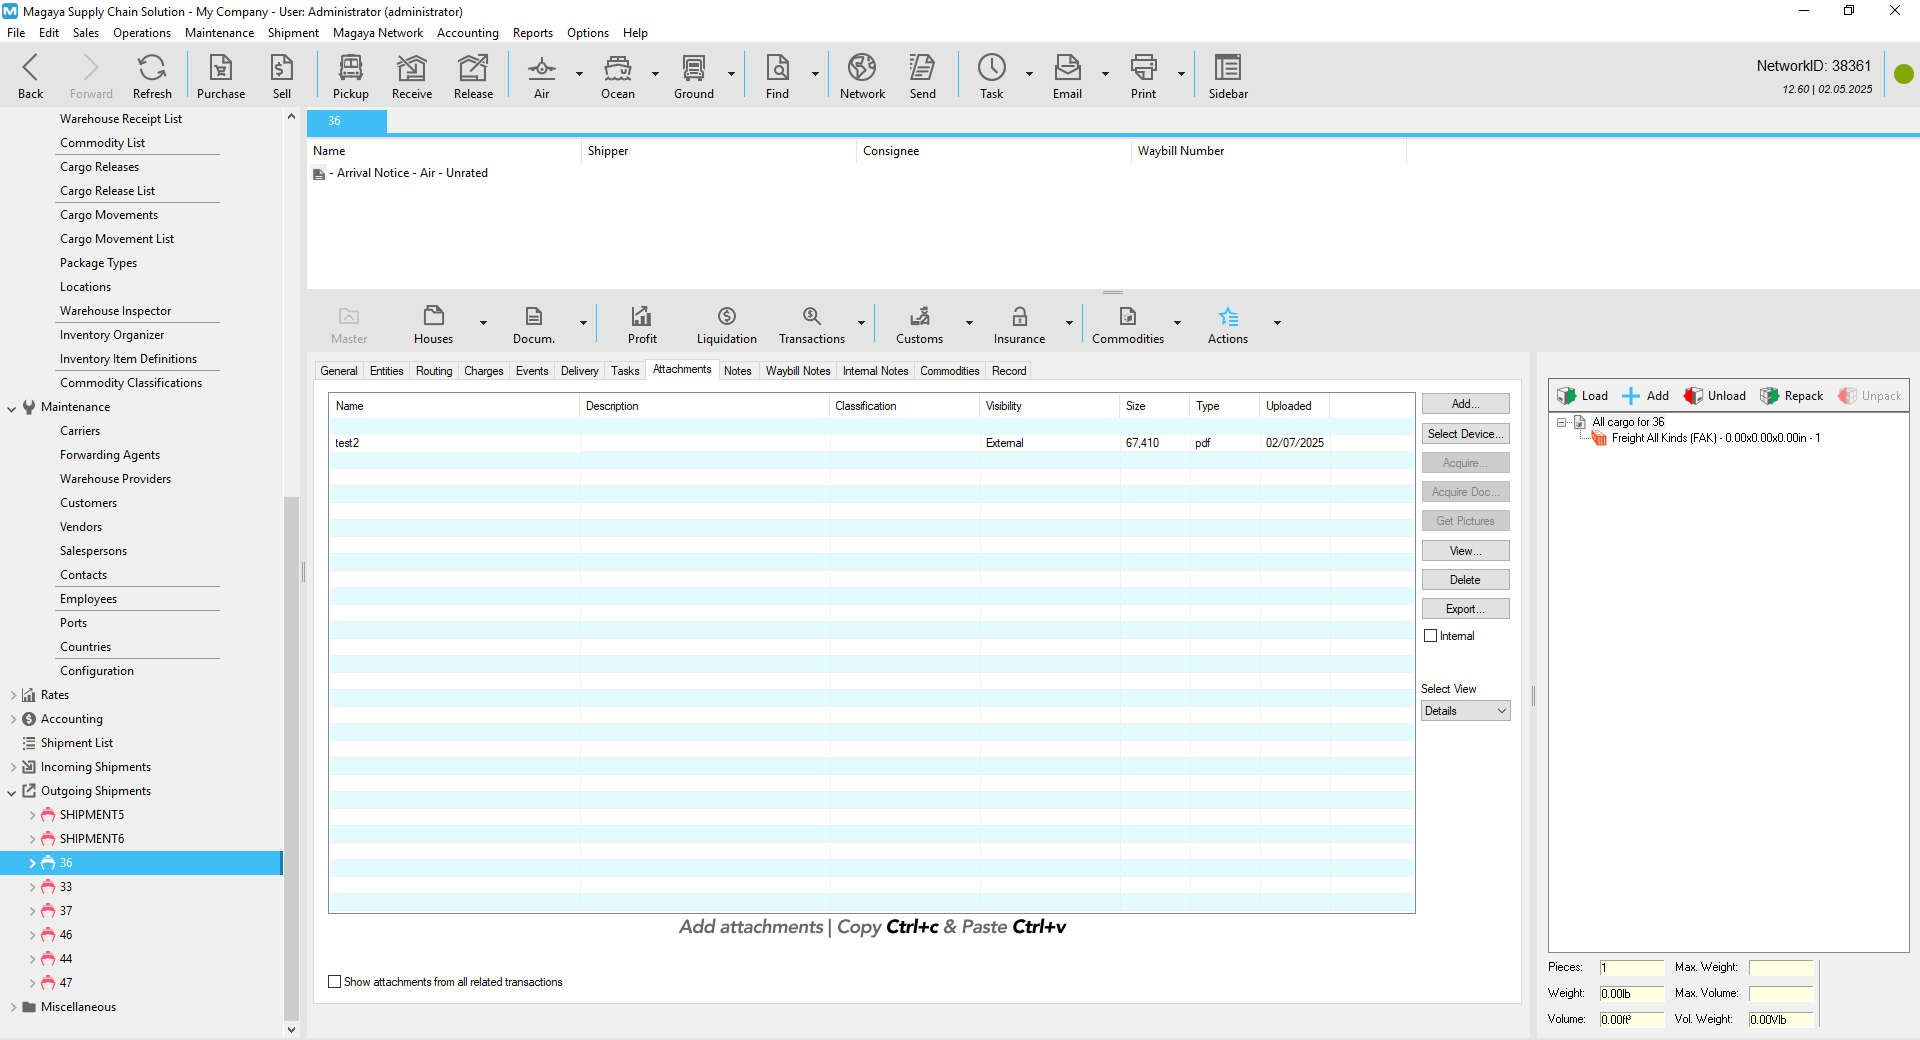 Magaya Supply Chain Solution - My Company - User: Administrator (administrator)
File Edit Sales Operations Maintenance Shipment Magaya Network Accounting Reports Options Help
Back Forward Refresh Purchase Sell Pickup Receive Release Air Ocean Ground Find Network Send Task Email Print Sidebar
NetworkID: 38361
12.60 | 02.05.2025
Warehouse Receipt List
Commodity List
Cargo Releases
Cargo Release List
Cargo Movements
Cargo Movement List
Package Types
Locations
Warehouse Inspector
Inventory Organizer
Inventory Item Definitions
Commodity Classifications
Maintenance
Carriers
Forwarding Agents
Warehouse Providers
Customers
Vendors
Salespersons
Contacts
Employees
Ports
Countries
Configuration
Rates
Accounting
Shipment List
Incoming Shipments
Outgoing Shipments
SHIPMENT5
SHIPMENT6
36
33
37
46
44
47
Miscellaneous
36
Name Shipper Consignee Waybill Number
- Arrival Notice - Air - Unrated
Master Houses Docum. Profit Liquidation Transactions Customs Insurance Commodities Actions
General Entities Routing Charges Events Delivery Tasks Attachments Notes Waybill Notes Internal Notes Commodities Record
Name Description Classification Visibility Size Type Uploaded
test2 External 67,410 pdf 02/07/2025
Add attachments | Copy Ctrl+c & Paste Ctrl+v
Show attachments from all related transactions
Add...
Select Device...
Acquire...
Acquire Doc...
Get Pictures
View...
Delete
Export...
Internal
Select View
Details
Load Add Unload Repack Unpack
All cargo for 36
Freight All Kinds (FAK) - 0.00x0.00x0.00in - 1
Pieces: 1 Max. Weight:
Weight: 0.00lb Max. Volume:
Volume: 0.00ft³ Vol. Weight: 0.00Vlb